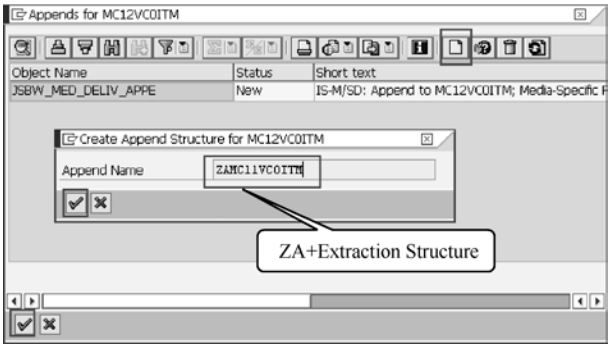 Appends for MC12VC0ITM
Object Name Status Short text
JSBW_MED_DELIV_APPE New IS-M/SD: Append to MC12VC0ITM; Media-Specific F
Create Append Structure for MC12VC0ITM
Append Name ZAMC11VC0ITM
ZA+Extraction Structure